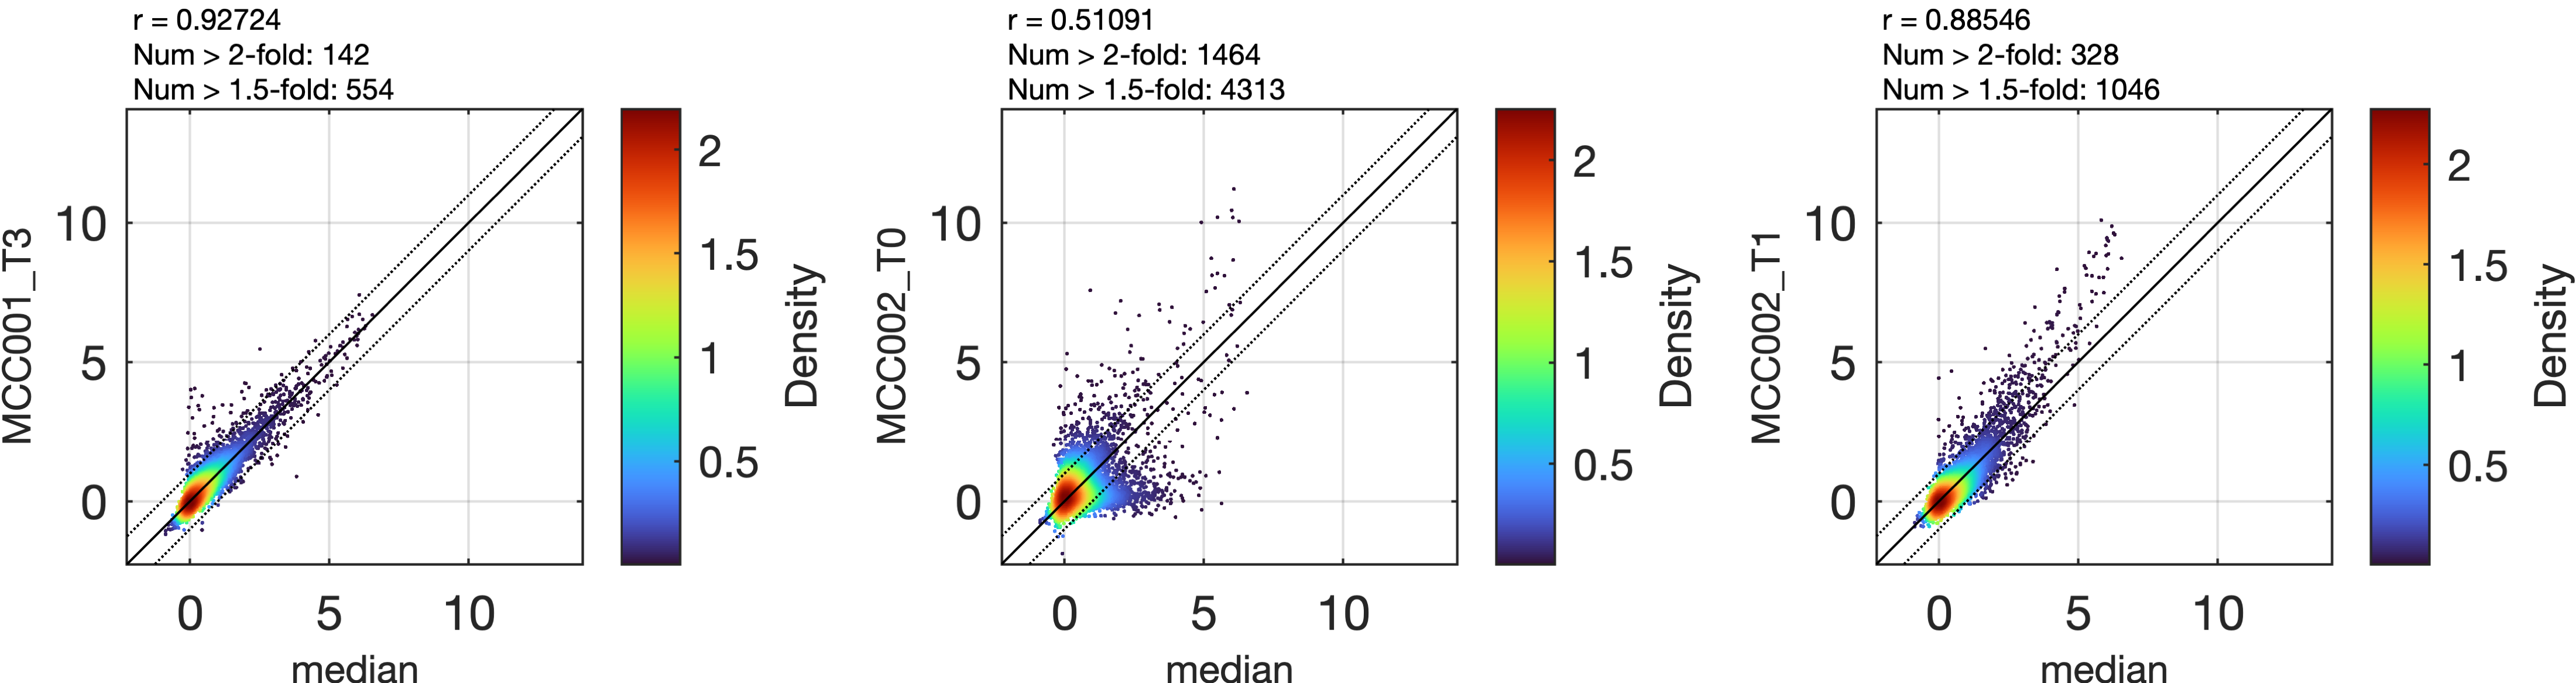 r = 0.92724
Num > 2-fold: 142
Num > 1.5-fold: 554
MCC001_T3
10
5
0
0 5 10
median
2
1.5
1
0.5
Density
r = 0.51091
Num > 2-fold: 1464
Num > 1.5-fold: 4313
MCC002_T0
10
5
0
0 5 10
median
2
1.5
1
0.5
Density
r = 0.88546
Num > 2-fold: 328
Num > 1.5-fold: 1046
MCC002_T1
10
5
0
0 5 10
median
2
1.5
1
0.5
Density